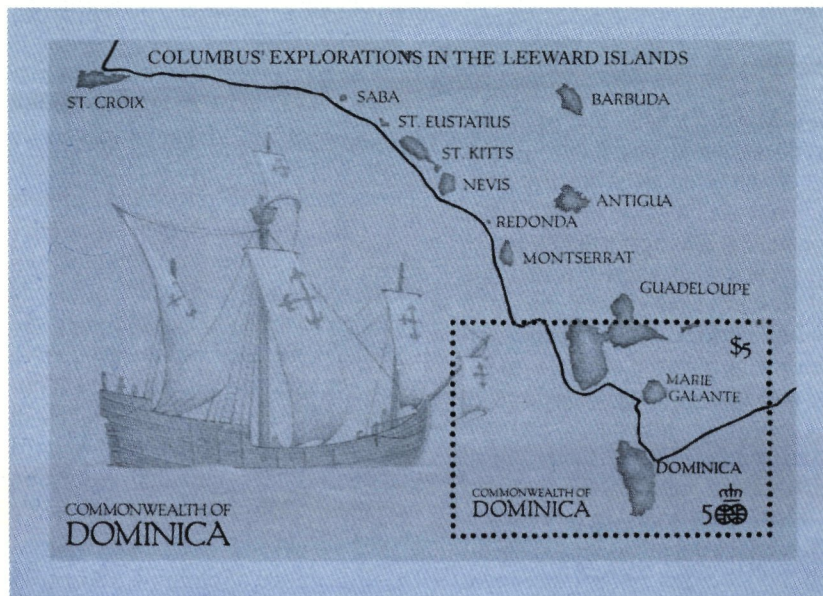 COLUMBUS' EXPLORATIONS IN THE LEEWARD ISLANDS
ST. CROIX
SABA
BARBUDA
ST. EUSTATIUS
ST. KITTS
NEVIS
ANTIGUA
REDONDA
MONTSERRAT
GUADELOUPE
$5
MARIE
GALANTE
DOMINICA
COMMONWEALTH OF
DOMINICA
500
COMMONWEALTH OF
DOMINICA